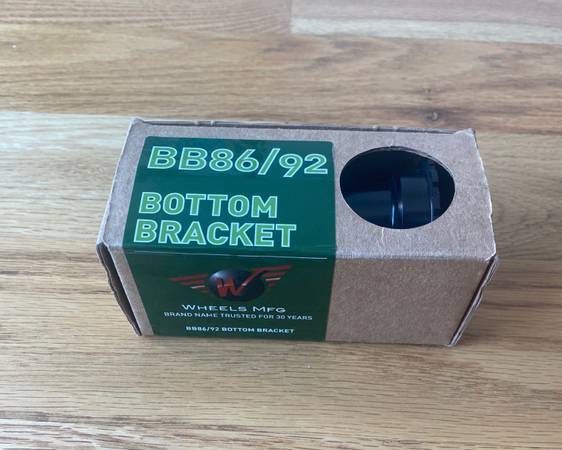 BB86/92
BOTTOM
BRACKET
W
WHEELS MFG
BRAND NAME TRUSTED FOR 30 YEARS
BB86/92 BOTTOM BRACKET